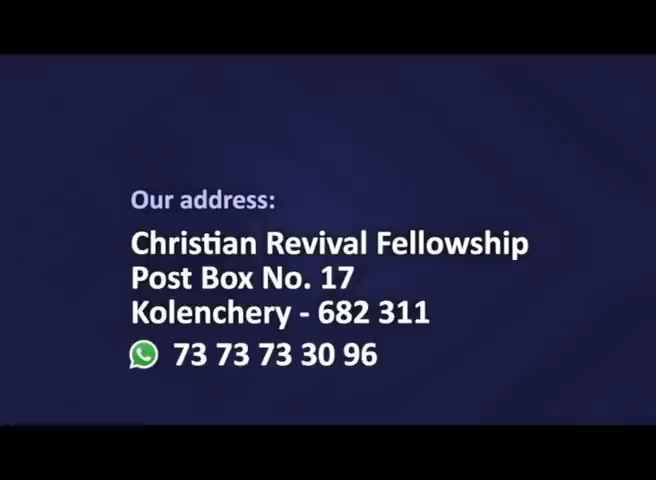 Our address:
Christian Revival Fellowship
Post Box No. 17
Kolenchery - 682 311
73 73 73 30 96